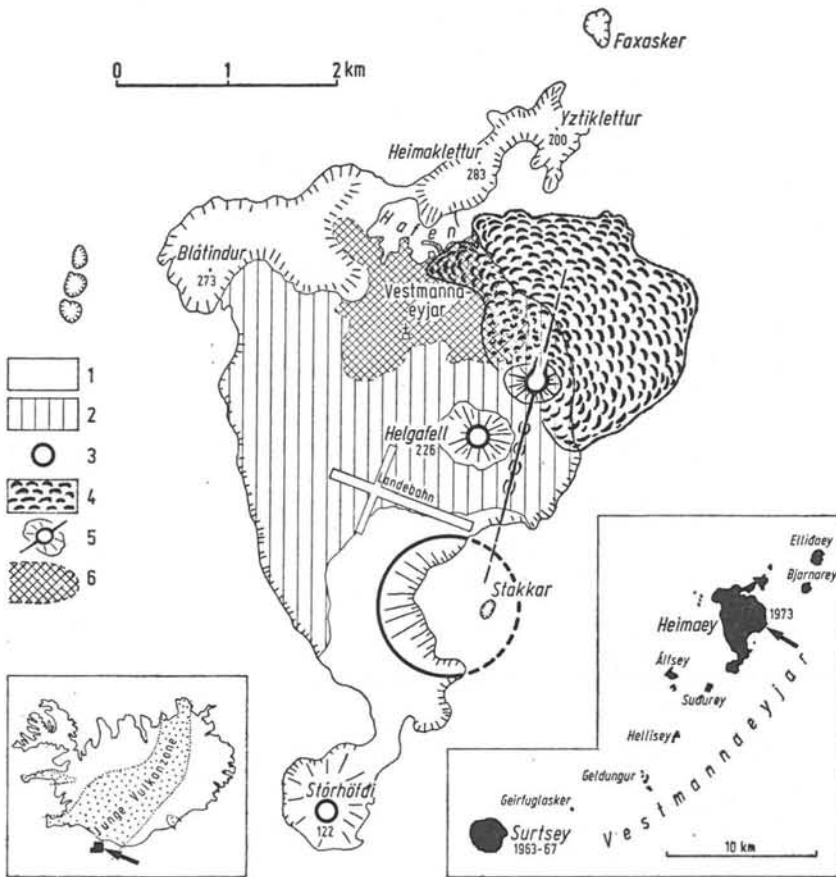 Faxasker
0 1 2 km
Yztiklettur
200
Heimaklettur
283
Hafen
Blátindur
273
Vestmanna-
eyjar
1
2
3
4
5
6
Helgafell
226
Landebahn
Stakkar
Stórhöfdi
122
Junge Vulkanzone
Ellidaey
Bjarnarey
1973
Heimaey
Álfsey
Sudurey
Hellisey
Geldungur
Geirfuglasker
Surtsey
1963-67
Vestmannaeyjar
10 km